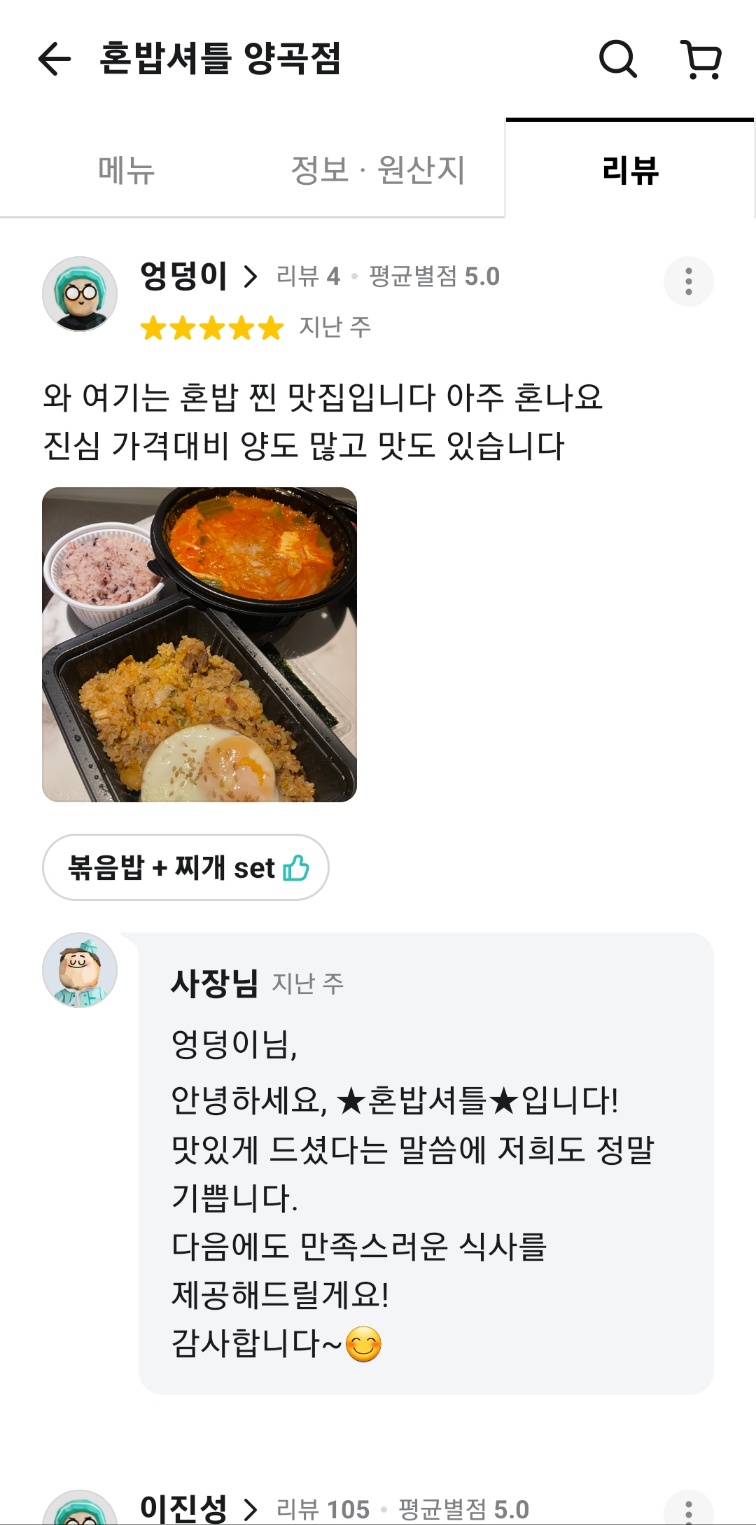 혼밥셔틀 양곡점
메뉴
정보 · 원산지
리뷰
엉덩이 > 리뷰 4 • 평균별점 5.0
★★★★★ 지난 주
와 여기는 혼밥 찐 맛집입니다 아주 혼나요
진심 가격대비 양도 많고 맛도 있습니다
볶음밥 + 찌개 set
사장님 지난 주
엉덩이님,
안녕하세요, ★혼밥셔틀★입니다!
맛있게 드셨다는 말씀에 저희도 정말
기쁩니다.
다음에도 만족스러운 식사를
제공해드릴게요!
감사합니다~😊
이진성 > 리뷰 105 • 평균별점 5.0